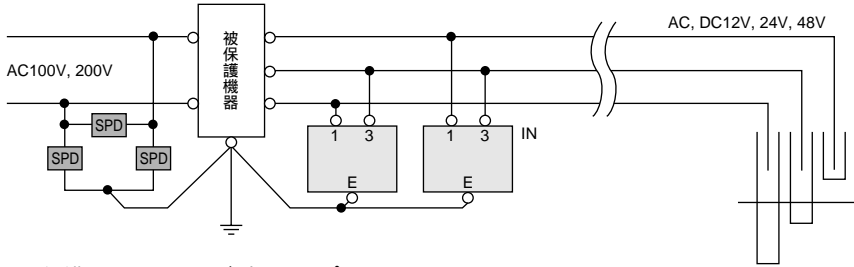 AC, DC12V, 24V, 48V
AC100V, 200V
被保護機器
SPD
SPD
SPD
1 3
1 3
IN
E
E